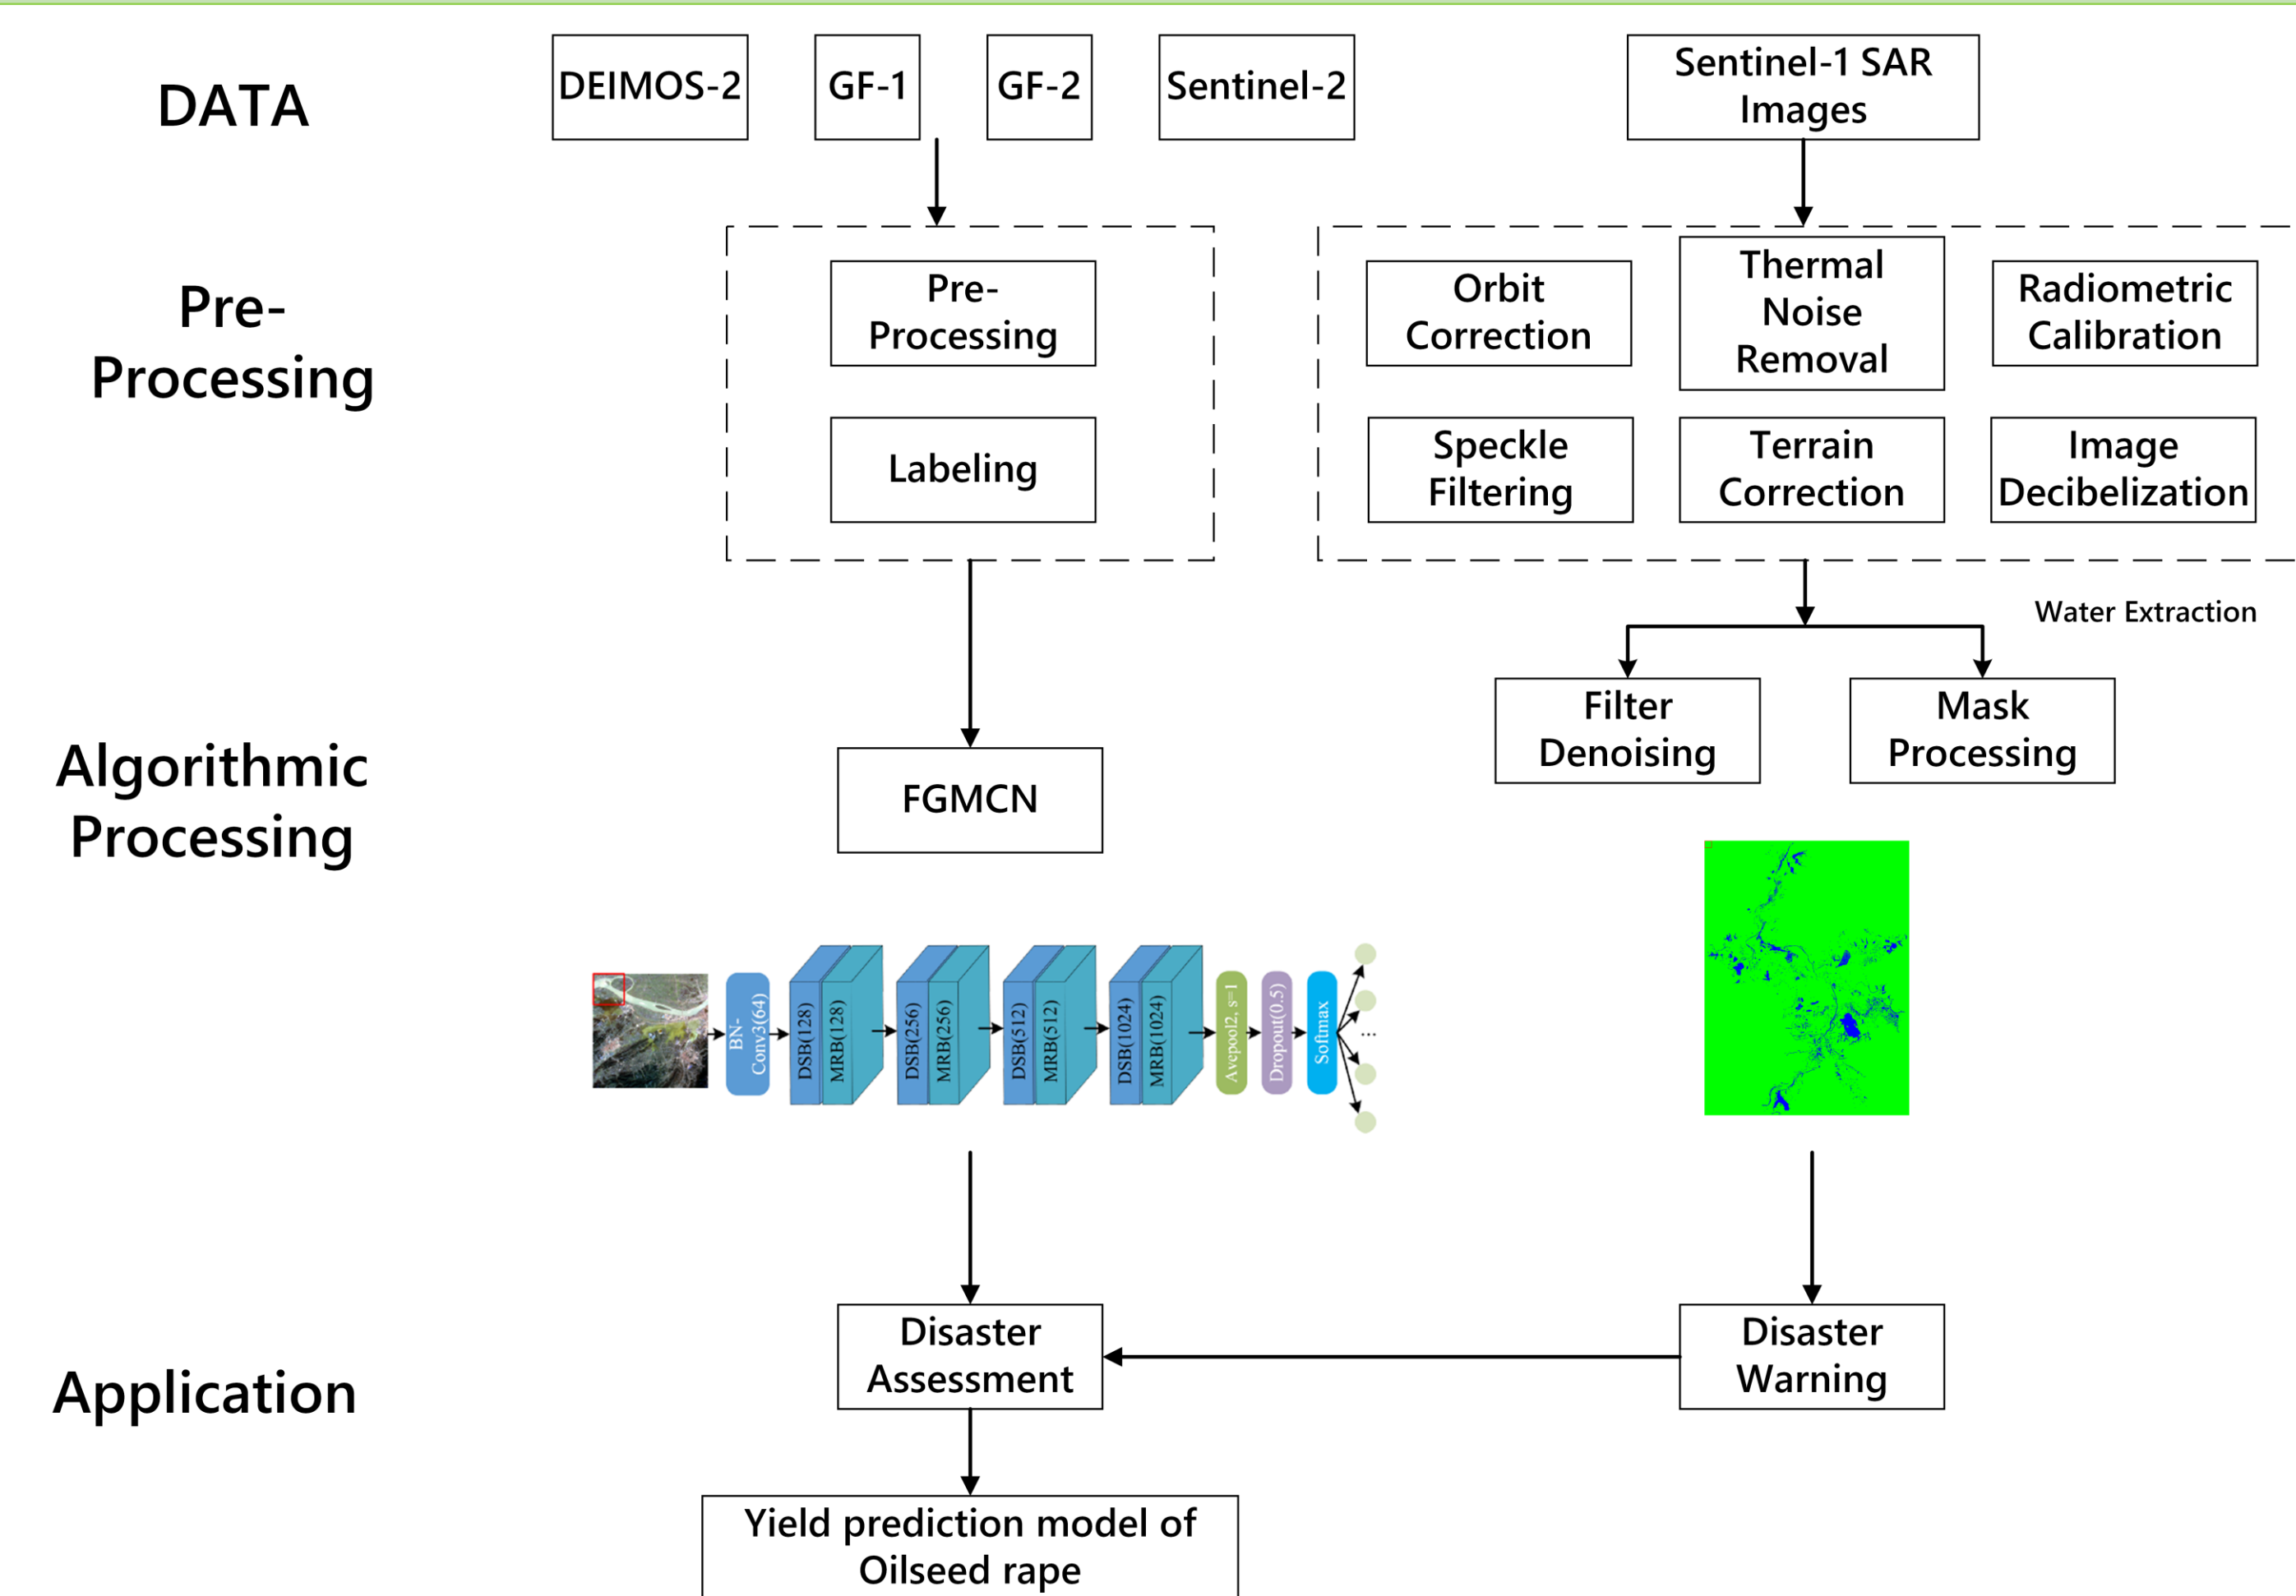 DATA
DEIMOS-2
GF-1
GF-2
Sentinel-2
Sentinel-1 SAR
Images
Pre-
Processing
Pre-
Processing
Labeling
Orbit
Correction
Thermal
Noise
Removal
Radiometric
Calibration
Speckle
Filtering
Terrain
Correction
Image
Decibelization
Water Extraction
Algorithmic
Processing
FGMCN
Filter
Denoising
Mask
Processing
BN-
Conv3(64)
DSB(128)
MRB(128)
DSB(256)
MRB(256)
DSB(512)
MRB(512)
DSB(1024)
MRB(1024)
Avepool2, s=1
Dropout(0.5)
Softmax
...
Application
Disaster
Assessment
Disaster
Warning
Yield prediction model of
Oilseed rape